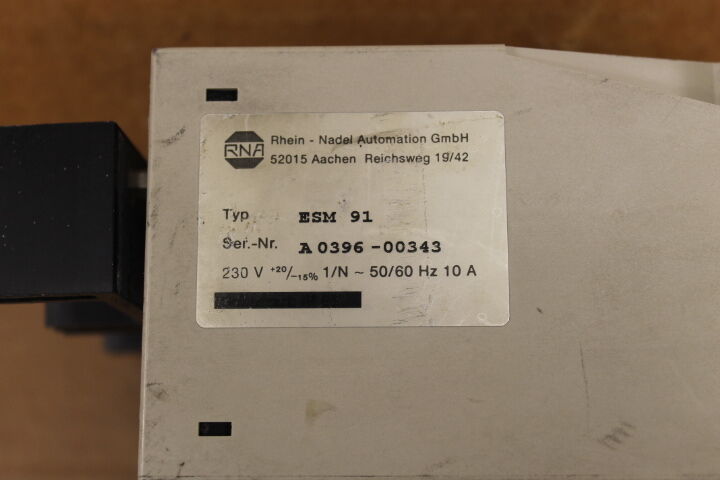 RNA
Rhein - Nadel Automation GmbH
52015 Aachen Reichsweg 19/42
Typ ESM 91
Ser.-Nr. A 0396 -00343
230 V +20/-15% 1/N ~ 50/60 Hz 10 A